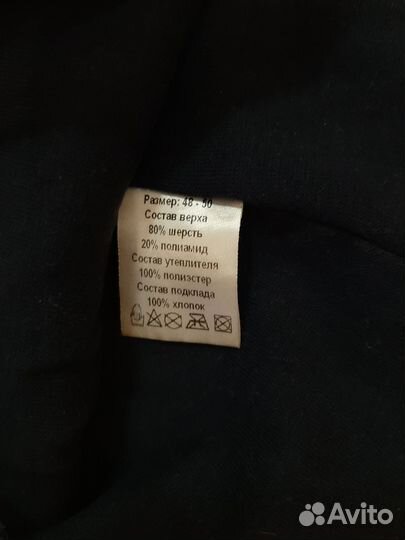 Размер: 48 - 50
Состав верха
80% шерсть
20% полиамид
Состав утеплителя
100% полиэстер
Состав подклада
100% хлопок
Avito